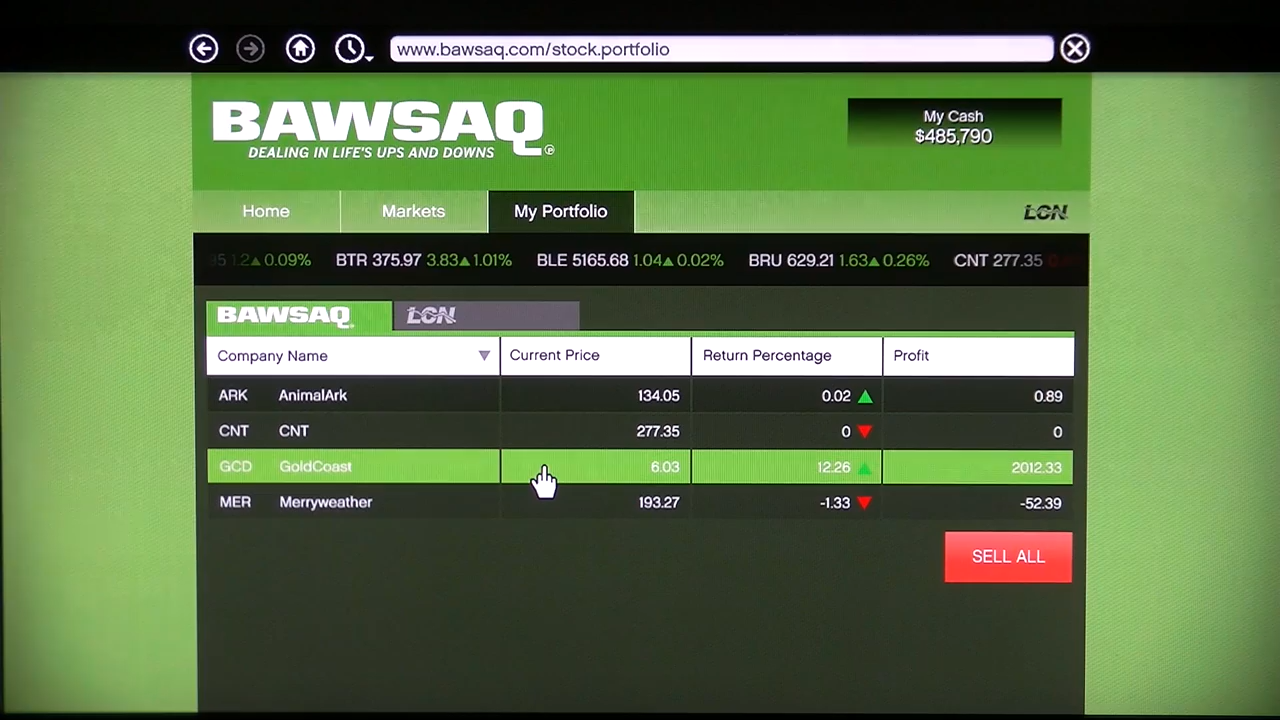 www.bawsaq.com/stock.portfolio
BAWSAQ
DEALING IN LIFE'S UPS AND DOWNS
My Cash
$485,790
Home Markets My Portfolio LCN
1.2▲0.09% BTR 375.97 3.83▲1.01% BLE 5165.68 1.04▲0.02% BRU 629.21 1.63▲0.26% CNT 277.35
BAWSAQ LCN
Company Name ▼ Current Price Return Percentage Profit
ARK AnimalArk 134.05 0.02 ▲ 0.89
CNT CNT 277.35 0 ▼ 0
GCD GoldCoast 6.03 12.26 ▲ 2012.33
MER Merryweather 193.27 -1.33 ▼ -52.39
SELL ALL